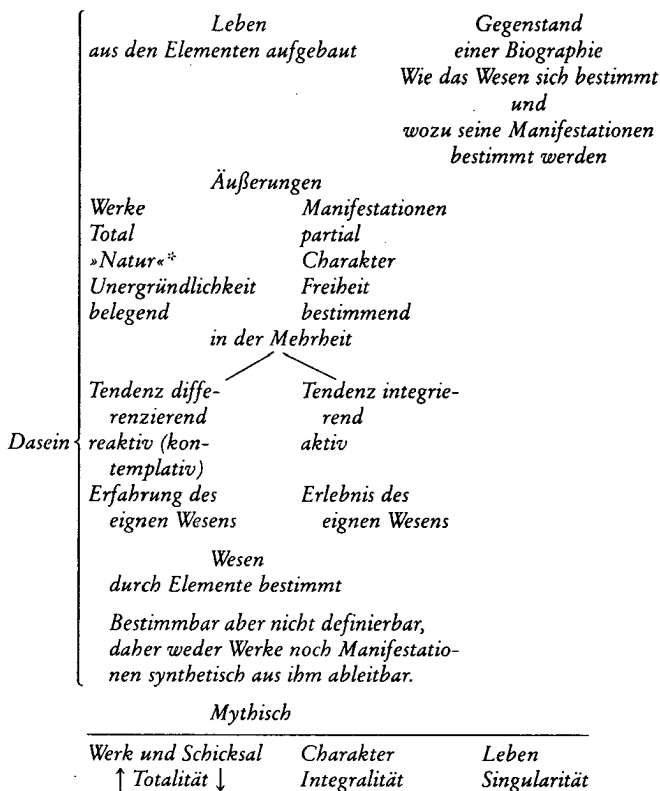 Leben Gegenstand
aus den Elementen aufgebaut einer Biographie
Wie das Wesen sich bestimmt
und
wozu seine Manifestationen
bestimmt werden
Äußerungen
Werke Manifestationen
Total partial
»Natur«* Charakter
Unergründlichkeit Freiheit
belegend bestimmend
in der Mehrheit
Tendenz diffe- Tendenz integrie-
renzierend rend
Dasein reaktiv (kon- aktiv
templativ)
Erfahrung des Erlebnis des
eignen Wesens eignen Wesens
Wesen
durch Elemente bestimmt
Bestimmbar aber nicht definierbar,
daher weder Werke noch Manifestatio-
nen synthetisch aus ihm ableitbar.
Mythisch
Werk und Schicksal Charakter Leben
↑ Totalität ↓ Integralität Singularität